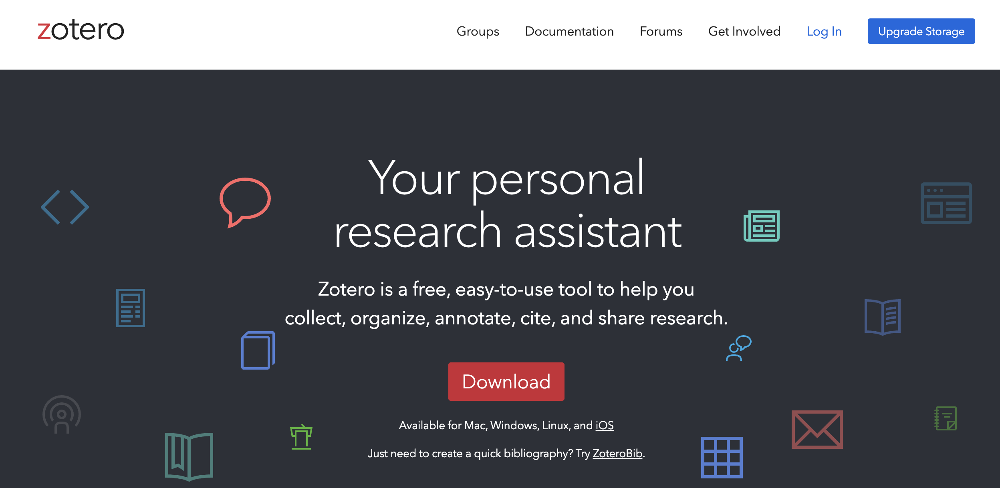 zotero
Groups Documentation Forums Get Involved Log In Upgrade Storage
Your personal
research assistant
Zotero is a free, easy-to-use tool to help you
collect, organize, annotate, cite, and share research.
Download
Available for Mac, Windows, Linux, and iOS
Just need to create a quick bibliography? Try ZoteroBib.